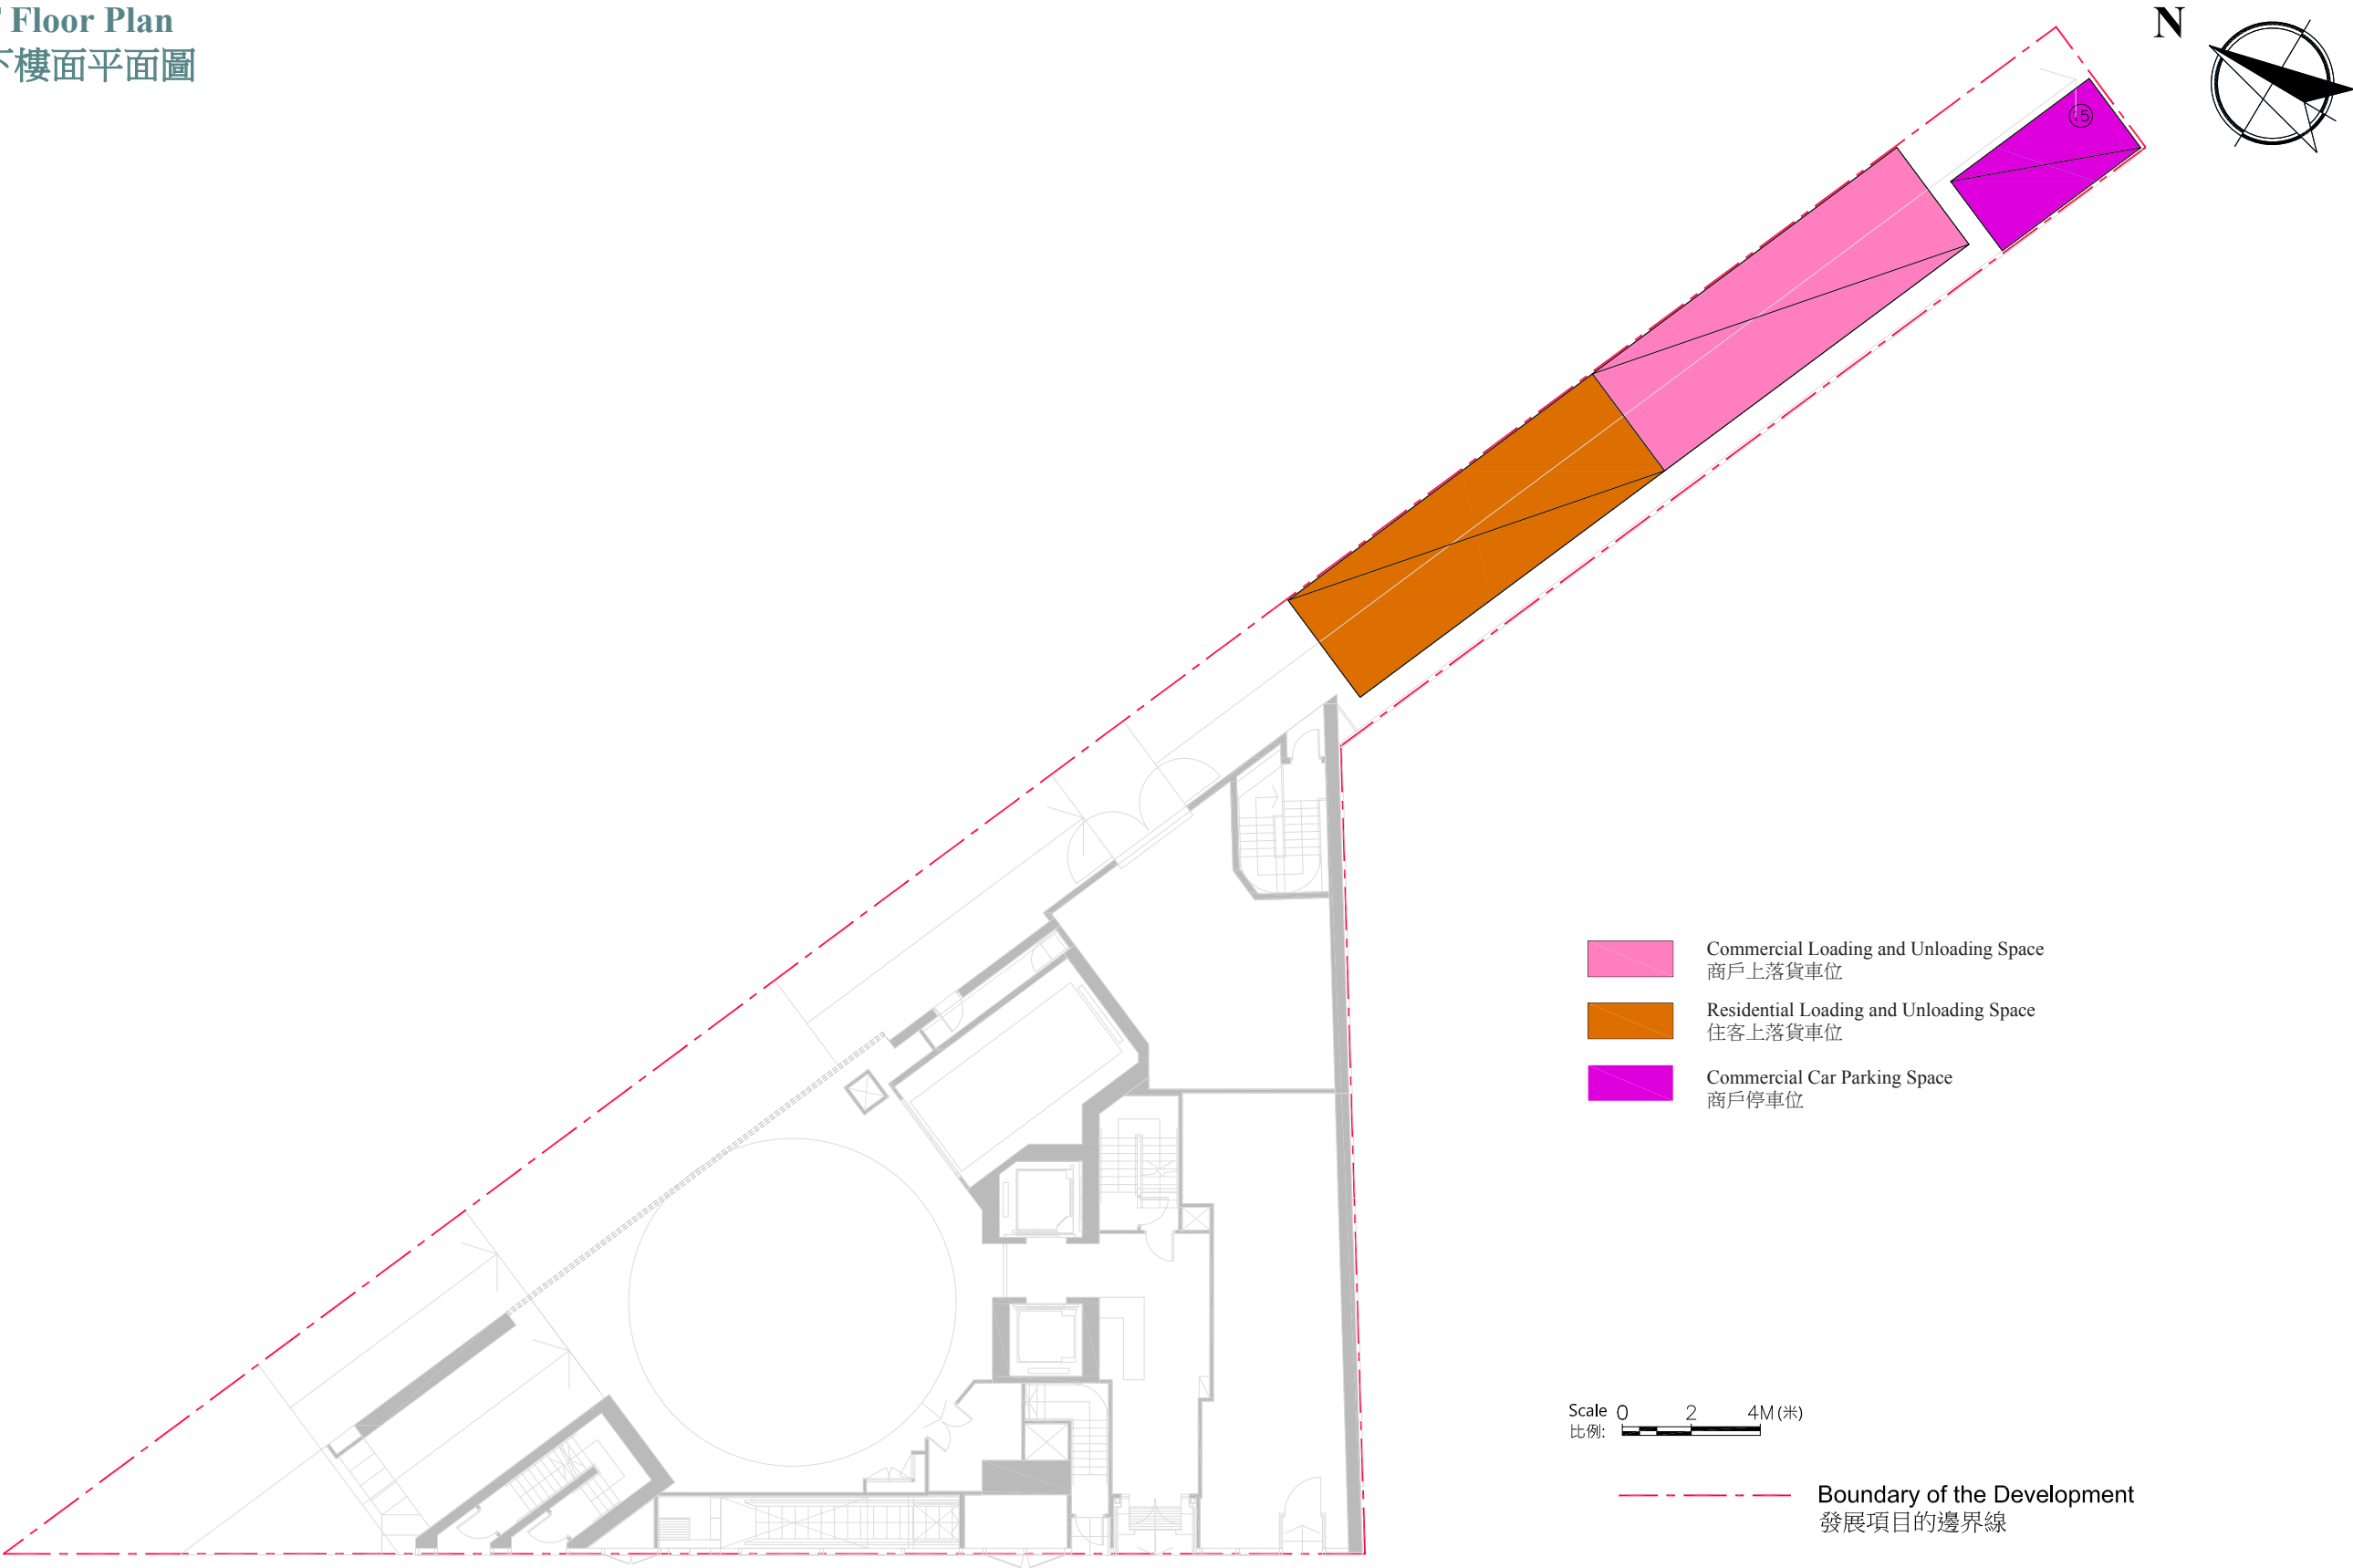 Floor Plan
樓面平面圖
N
15
Commercial Loading and Unloading Space
商戶上落貨車位
Residential Loading and Unloading Space
住客上落貨車位
Commercial Car Parking Space
商戶停車位
Scale 0 2 4M(米)
比例:
Boundary of the Development
發展項目的邊界線